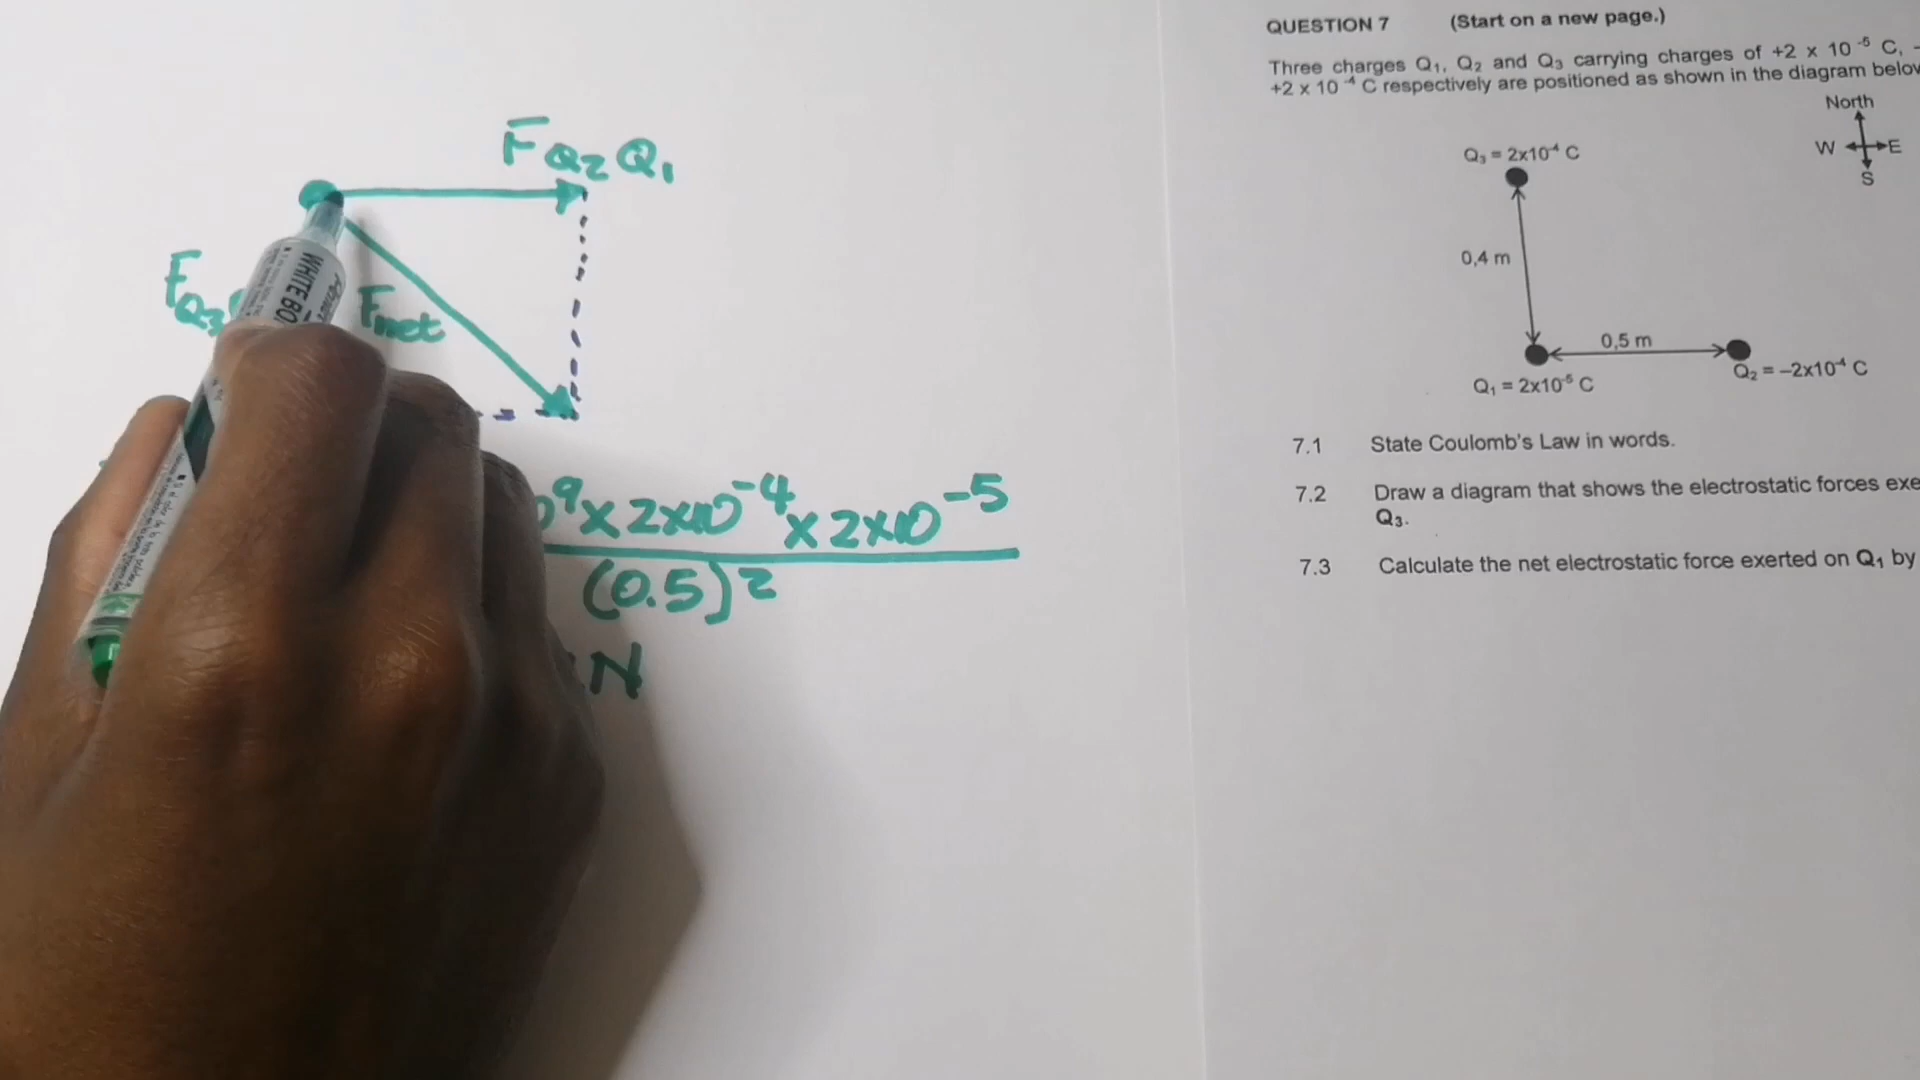 F Q2 Q1
FQ3
Fnet
9 x 2x10⁻⁴ x 2x10⁻⁵
(0.5)²
N
WHITE BO
QUESTION 7 (Start on a new page.)
Three charges Q₁, Q₂ and Q₃ carrying charges of +2 x 10⁻⁵ C, -
+2 x 10⁻⁴ C respectively are positioned as shown in the diagram below
North
W E
S
Q₃ = 2x10⁻⁴ C
0,4 m
0,5 m
Q₁ = 2x10⁻⁵ C
Q₂ = –2x10⁻⁴ C
7.1 State Coulomb's Law in words.
7.2 Draw a diagram that shows the electrostatic forces exe
Q₃.
7.3 Calculate the net electrostatic force exerted on Q₁ by